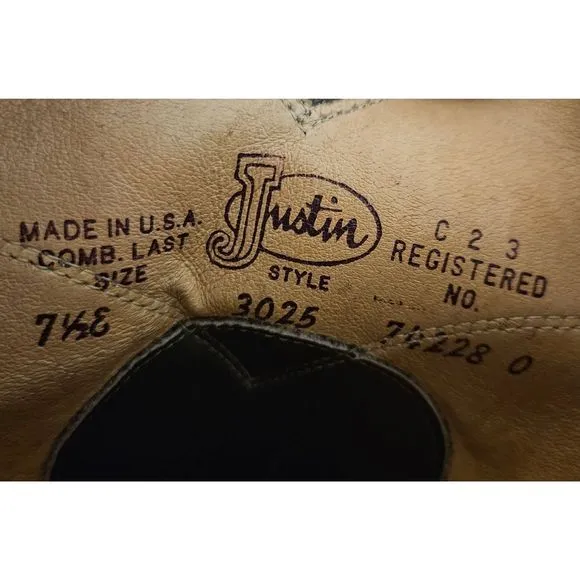 MADE IN U.S.A.
COMB. LAST
SIZE
7½E
Justin
STYLE
3025
C 2 3
REGISTERED
NO.
74228 0